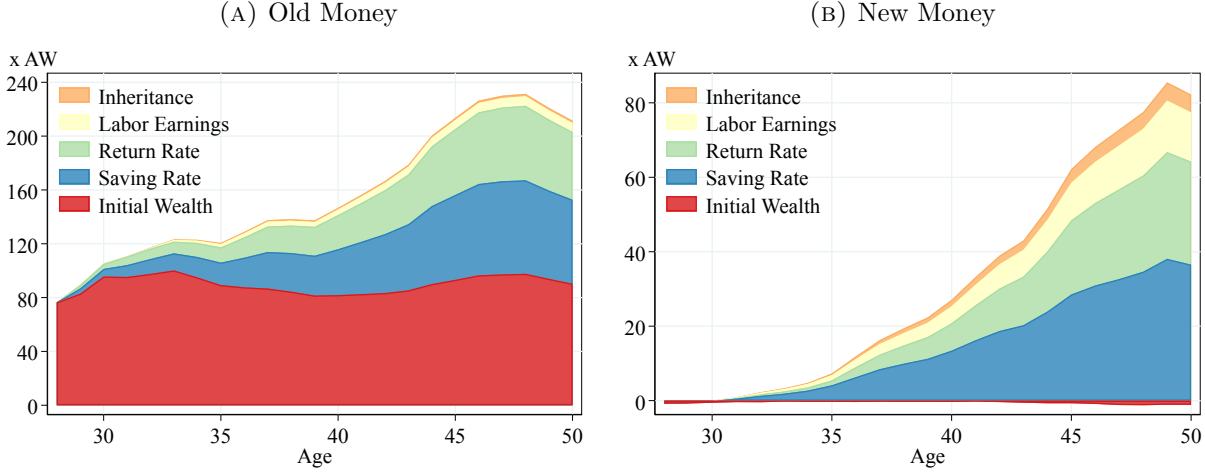 (A) Old Money
x AW
240
200
160
120
80
40
0
Inheritance
Labor Earnings
Return Rate
Saving Rate
Initial Wealth
30 35 40 45 50
Age
(B) New Money
x AW
80
60
40
20
0
Inheritance
Labor Earnings
Return Rate
Saving Rate
Initial Wealth
30 35 40 45 50
Age